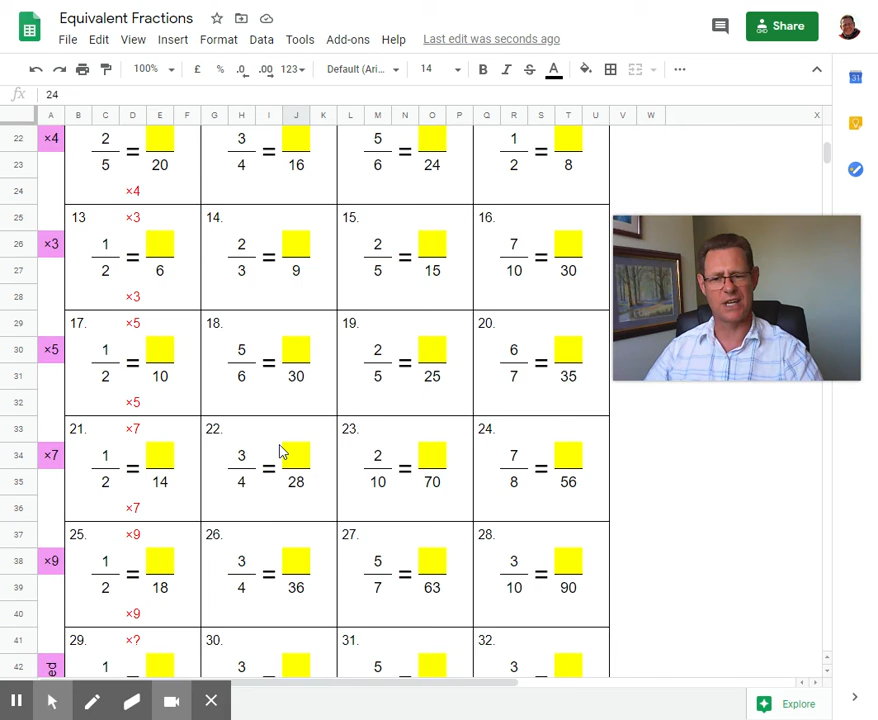 Equivalent Fractions
File Edit View Insert Format Data Tools Add-ons Help Last edit was seconds ago
Share
100% £ % .0 .00 123 Default (Ari... 14 B I S A
fx 24
A B C D E F G H I J K L M N O P Q R S T U V W X
22 ×4 2 3 5 1
= = = =
23 5 20 4 16 6 24 2 8
24 ×4
25 13 ×3 14. 15. 16.
26 ×3 1 2 2 7
= = = =
27 2 6 3 9 5 15 10 30
28 ×3
29 17. ×5 18. 19. 20.
30 ×5 1 5 2 6
= = = =
31 2 10 6 30 5 25 7 35
32 ×5
33 21. ×7 22. 23. 24.
34 ×7 1 3 2 7
= = = =
35 2 14 4 28 10 70 8 56
36 ×7
37 25. ×9 26. 27. 28.
38 ×9 1 3 5 3
= = = =
39 2 18 4 36 7 63 10 90
40 ×9
41 29. ×? 30. 31. 32.
42 ed 1 3 5 3
Explore
31